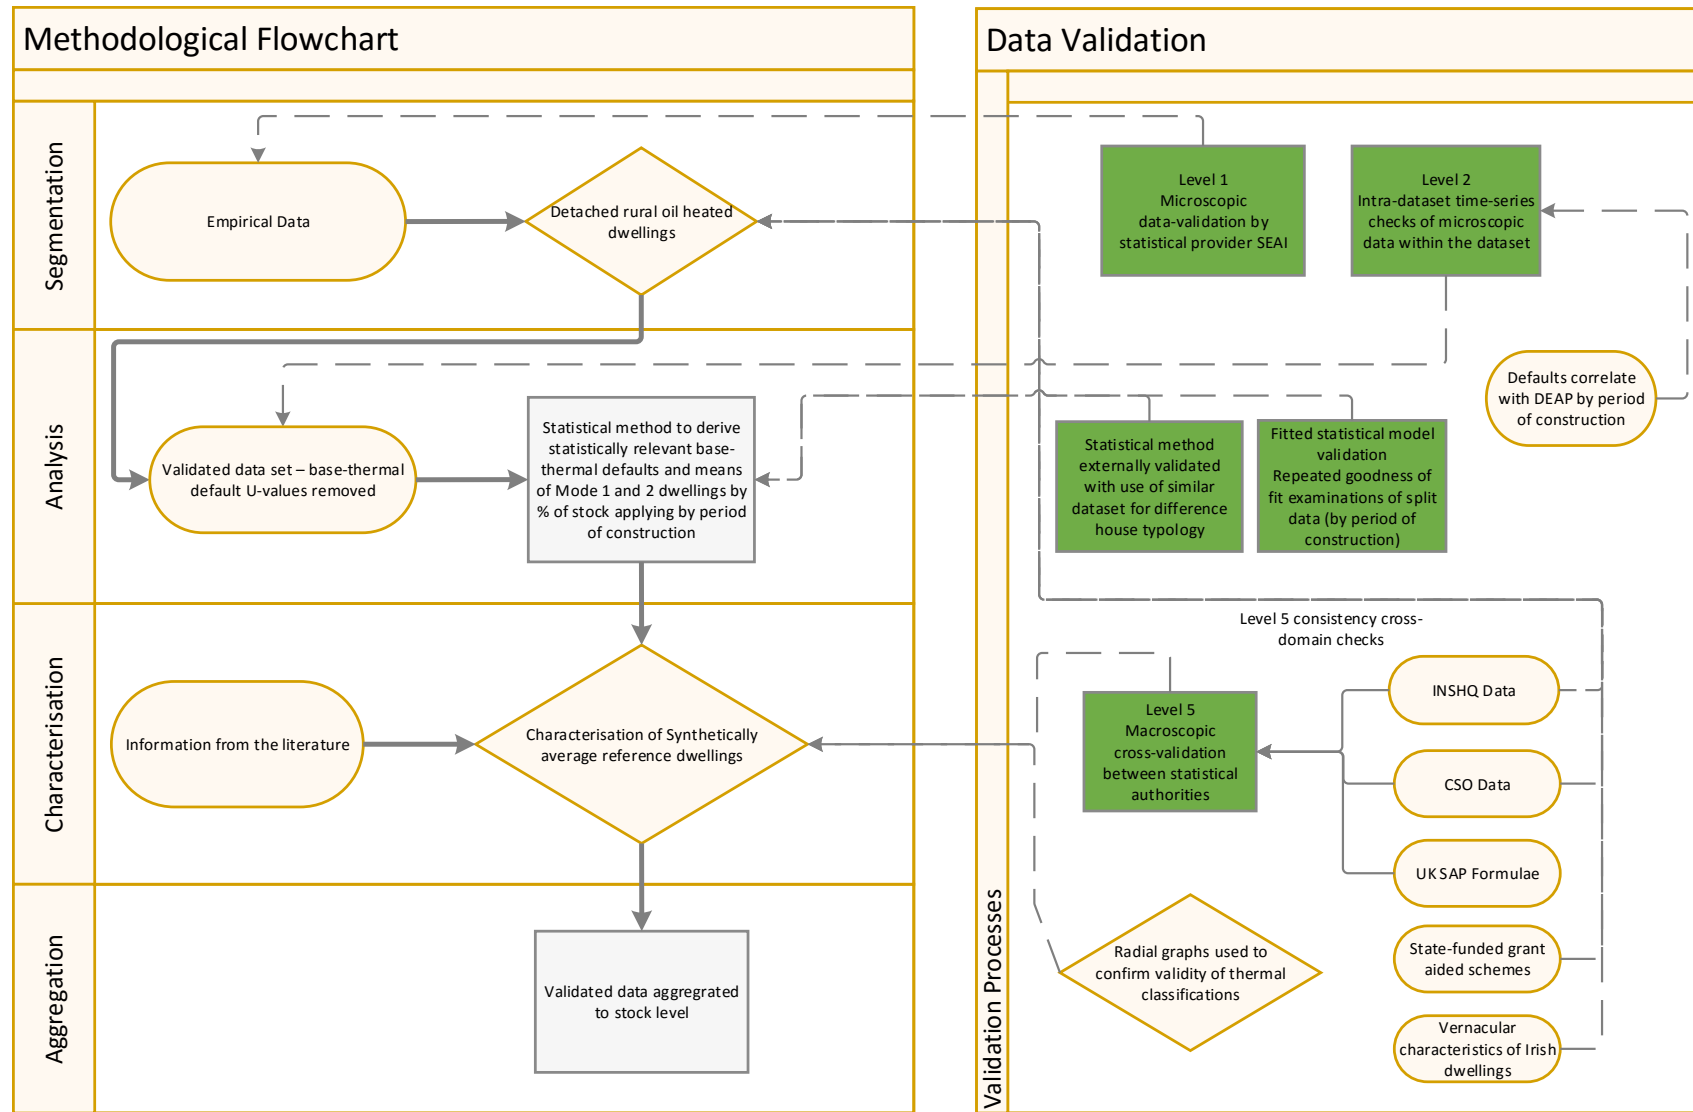 Methodological Flowchart
Segmentation
Empirical Data
Detached rural oil heated
dwellings
Analysis
Validated data set – base-thermal
default U-values removed
Statistical method to derive
statistically relevant base-
thermal defaults and means
of Mode 1 and 2 dwellings by
% of stock applying by period
of construction
Characterisation
Information from the literature
Characterisation of Synthetically
average reference dwellings
Aggregation
Validated data aggregrated
to stock level
Data Validation
Validation Processes
Level 1
Microscopic
data-validation by
statistical provider SEAI
Level 2
Intra-dataset time-series
checks of microscopic
data within the dataset
Defaults correlate
with DEAP by period
of construction
Statistical method
externally validated
with use of similar
dataset for difference
house typology
Fitted statistical model
validation
Repeated goodness of
fit examinations of split
data (by period of
construction)
Level 5 consistency cross-
domain checks
Level 5
Macroscopic
cross-validation
between statistical
authorities
INSHQ Data
CSO Data
UK SAP Formulae
State-funded grant
aided schemes
Vernacular
characteristics of Irish
dwellings
Radial graphs used to
confirm validity of thermal
classifications